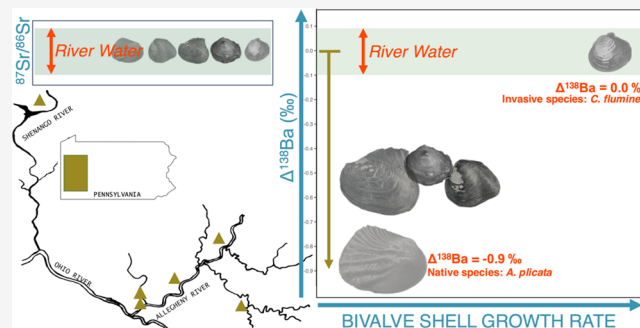 ⁸⁷Sr/⁸⁶Sr
River Water
SHENANGO RIVER
PENNSYLVANIA
OHIO RIVER
ALLEGHENY RIVER
Δ¹³⁸Ba (‰)
0.1
0.0
-0.1
-0.2
-0.3
-0.4
-0.5
-0.6
-0.7
-0.8
-0.9
River Water
Δ¹³⁸Ba = 0.0 %
Invasive species: C. flumine
Δ¹³⁸Ba = -0.9 ‰
Native species: A. plicata
BIVALVE SHELL GROWTH RATE